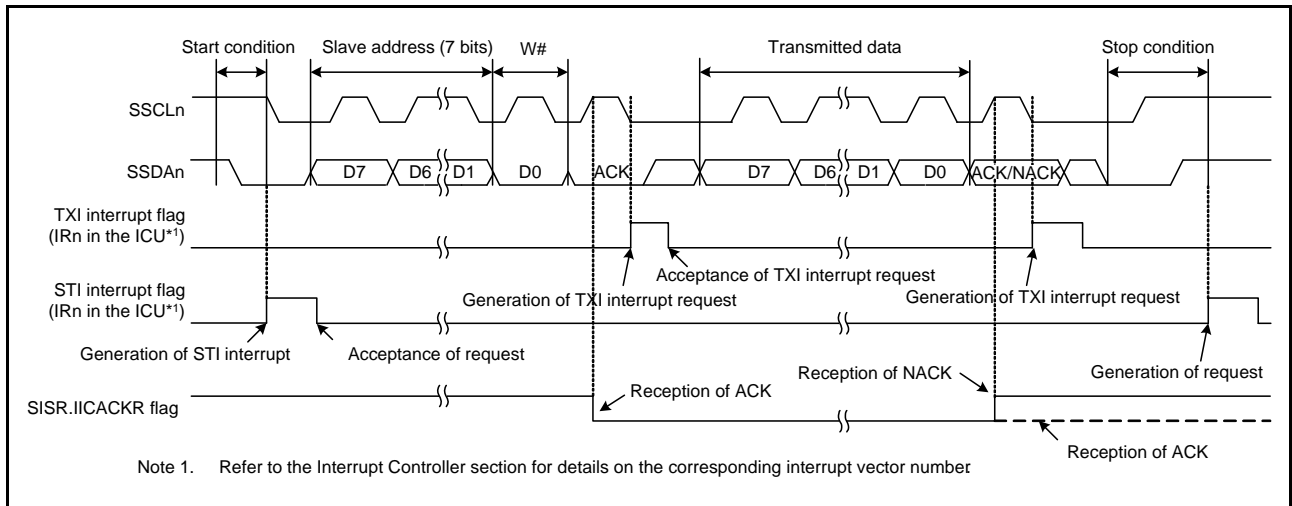 Start condition Slave address (7 bits) W# Transmitted data Stop condition
SSCLn
SSDAn D7 D6 D1 D0 ACK D7 D6 D1 D0 ACK/NACK
TXI interrupt flag
(IRn in the ICU*1)
Acceptance of TXI interrupt request
Generation of TXI interrupt request Generation of TXI interrupt request
STI interrupt flag
(IRn in the ICU*1)
Generation of STI interrupt Acceptance of request Generation of request
Reception of ACK Reception of NACK
SISR.IICACKR flag
Reception of ACK
Note 1. Refer to the Interrupt Controller section for details on the corresponding interrupt vector number